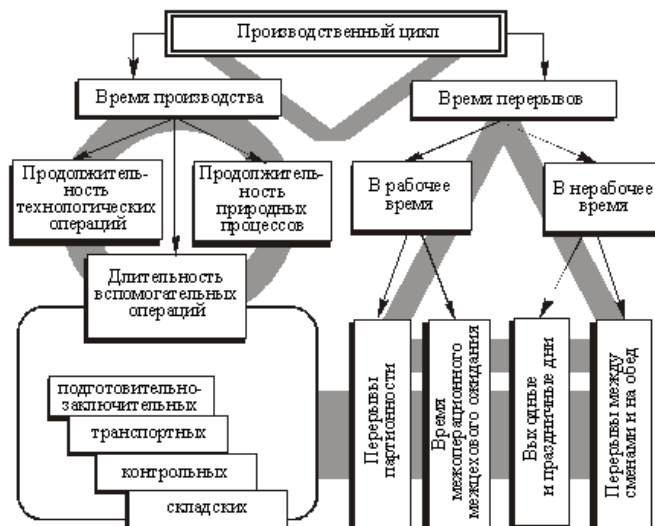 Производственный цикл
Время производства
Время перерывов
Продолжитель-
ность
технологических
операций
Продолжитель-
ность
природных
процессов
В рабочее
время
В нерабочее
время
Длительность
вспомогательных
операций
подготовительно-
заключительных
транспортных
контрольных
складских
Перерывы
партионности
Время
межоперационного
межцехового ожидания
Выходные
и праздничные дни
Перерывы между
сменами и на обед